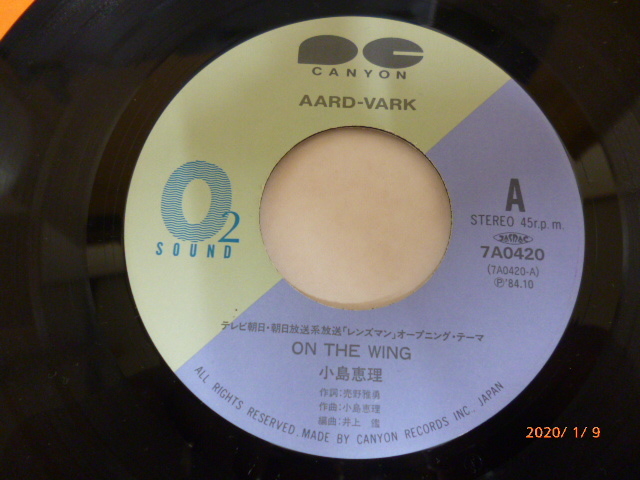 CANYON
AARD-VARK
O2
SOUND
A
STEREO 45r.p.m.
7A0420
(7A0420-A)
Ⓟ'84.10
テレビ朝日・朝日放送系放送「レンズマン」オープニング・テーマ
ON THE WING
小島恵理
作詞:売野雅勇
作曲:小島恵理
編曲:井上 鑑
ALL RIGHTS RESERVED. MADE BY CANYON RECORDS INC. JAPAN
2020/ 1/ 9